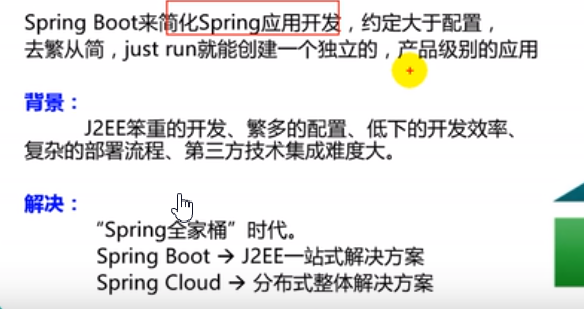 Spring Boot来简化Spring应用开发，约定大于配置，
去繁从简，just run就能创建一个独立的，产品级别的应用
背景：
J2EE笨重的开发、繁多的配置、低下的开发效率、
复杂的部署流程、第三方技术集成难度大。
解决：
“Spring全家桶”时代。
Spring Boot → J2EE一站式解决方案
Spring Cloud → 分布式整体解决方案